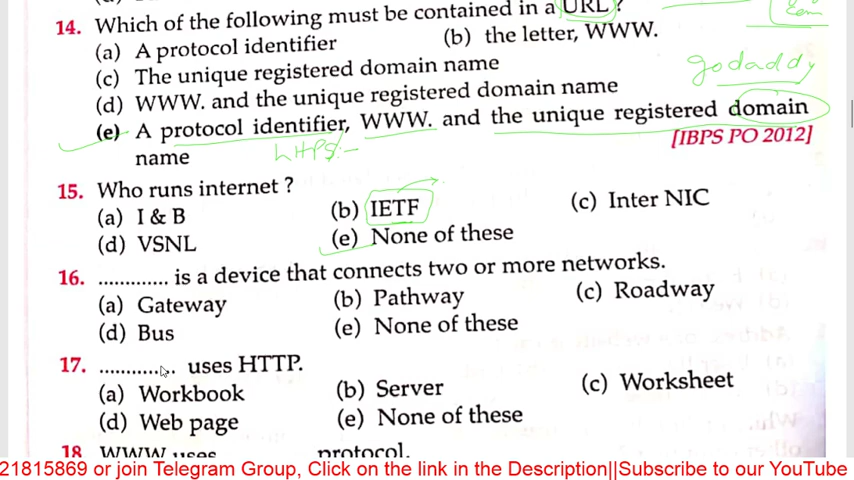 14. Which of the following must be contained in a URL?
(a) A protocol identifier (b) the letter, WWW.
(c) The unique registered domain name
godaddy
(d) WWW. and the unique registered domain name
(e) A protocol identifier, WWW. and the unique registered domain
name [IBPS PO 2012]
15. Who runs internet ?
(a) I & B (b) IETF (c) Inter NIC
(d) VSNL (e) None of these
16. ............. is a device that connects two or more networks.
(a) Gateway (b) Pathway (c) Roadway
(d) Bus (e) None of these
17. ............. uses HTTP.
(a) Workbook (b) Server (c) Worksheet
(d) Web page (e) None of these
18 WWW uses protocol.
21815869 or join Telegram Group, Click on the link in the Description||Subscribe to our YouTube